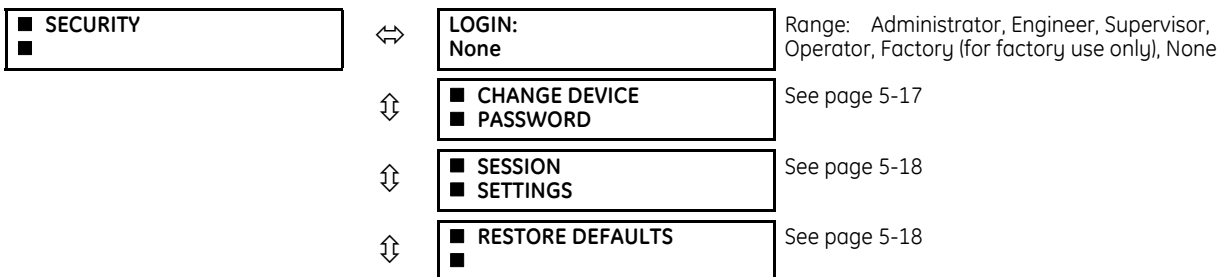 ■ SECURITY
■
LOGIN:
None
Range: Administrator, Engineer, Supervisor,
Operator, Factory (for factory use only), None
■ CHANGE DEVICE
■ PASSWORD
See page 5-17
■ SESSION
■ SETTINGS
See page 5-18
■ RESTORE DEFAULTS
■
See page 5-18